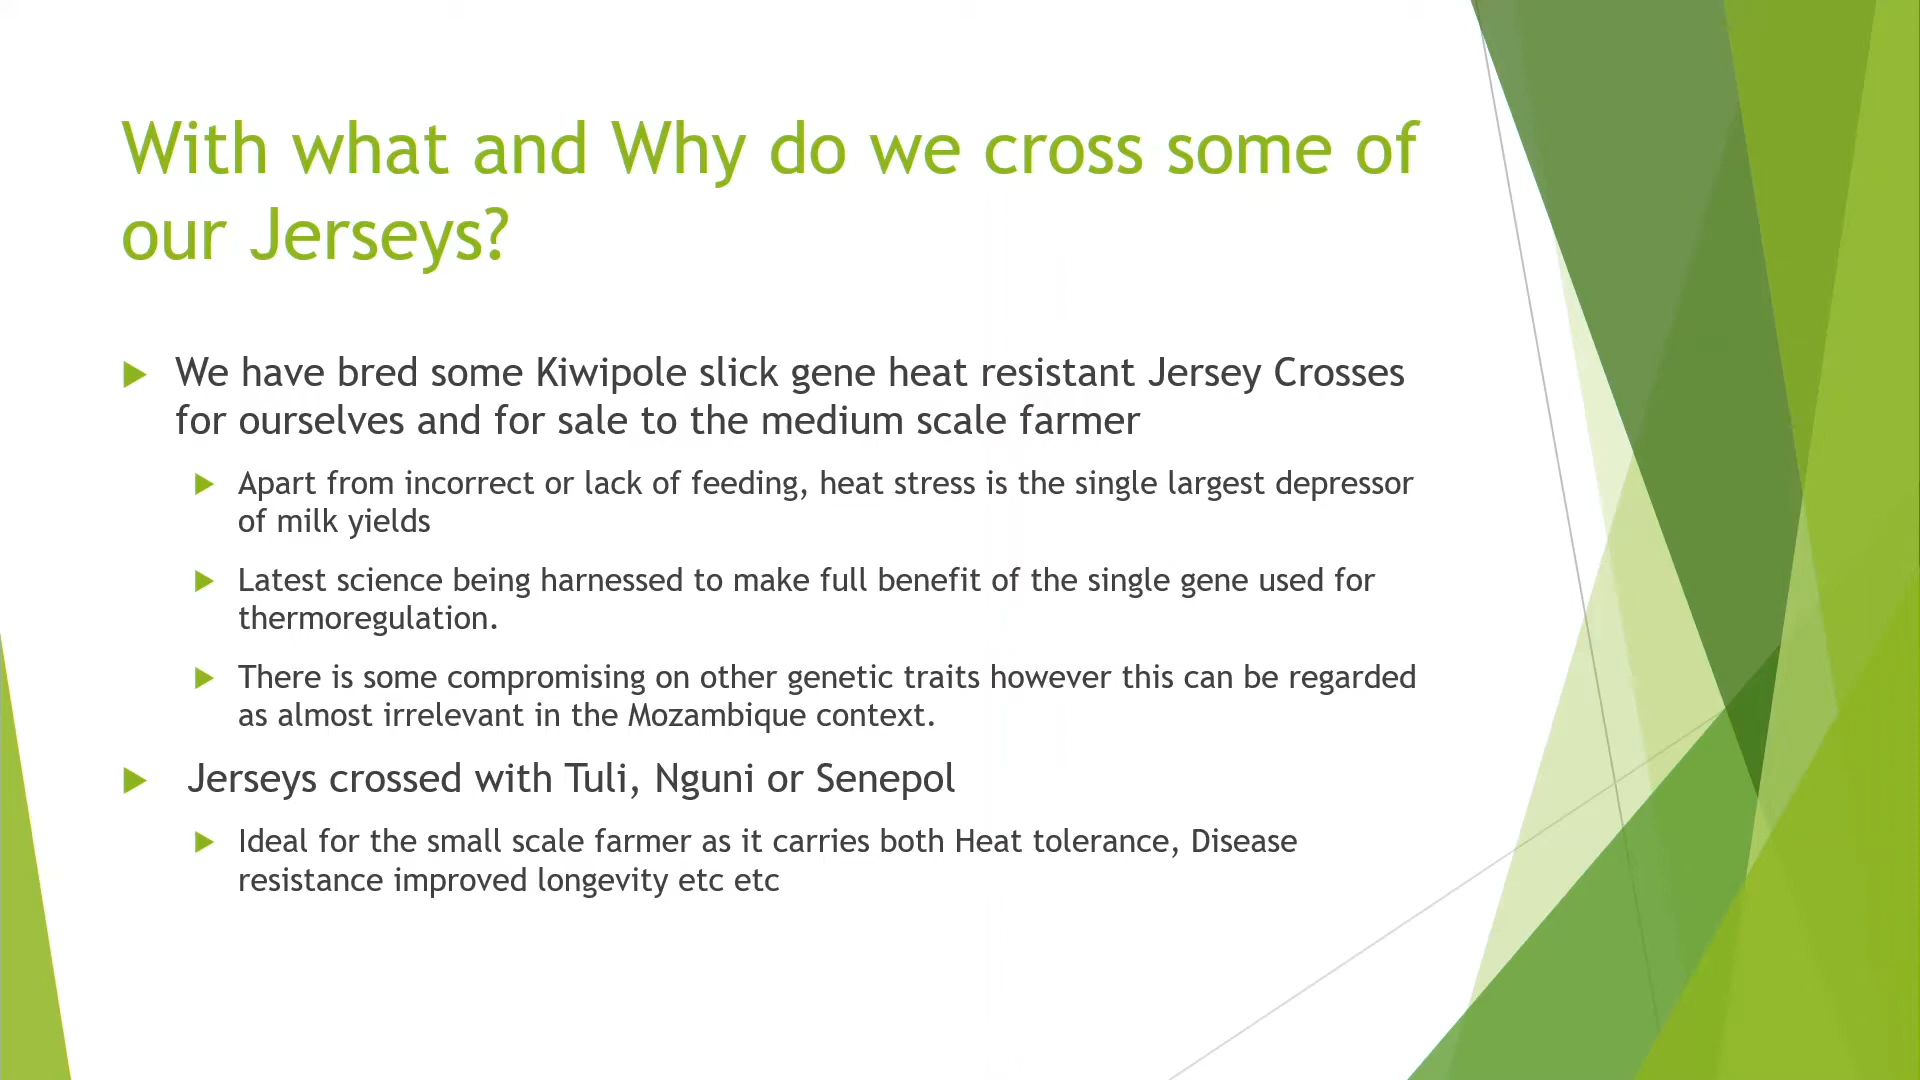 With what and Why do we cross some of
our Jerseys?
We have bred some Kiwipole slick gene heat resistant Jersey Crosses
for ourselves and for sale to the medium scale farmer
Apart from incorrect or lack of feeding, heat stress is the single largest depressor
of milk yields
Latest science being harnessed to make full benefit of the single gene used for
thermoregulation.
There is some compromising on other genetic traits however this can be regarded
as almost irrelevant in the Mozambique context.
Jerseys crossed with Tuli, Nguni or Senepol
Ideal for the small scale farmer as it carries both Heat tolerance, Disease
resistance improved longevity etc etc